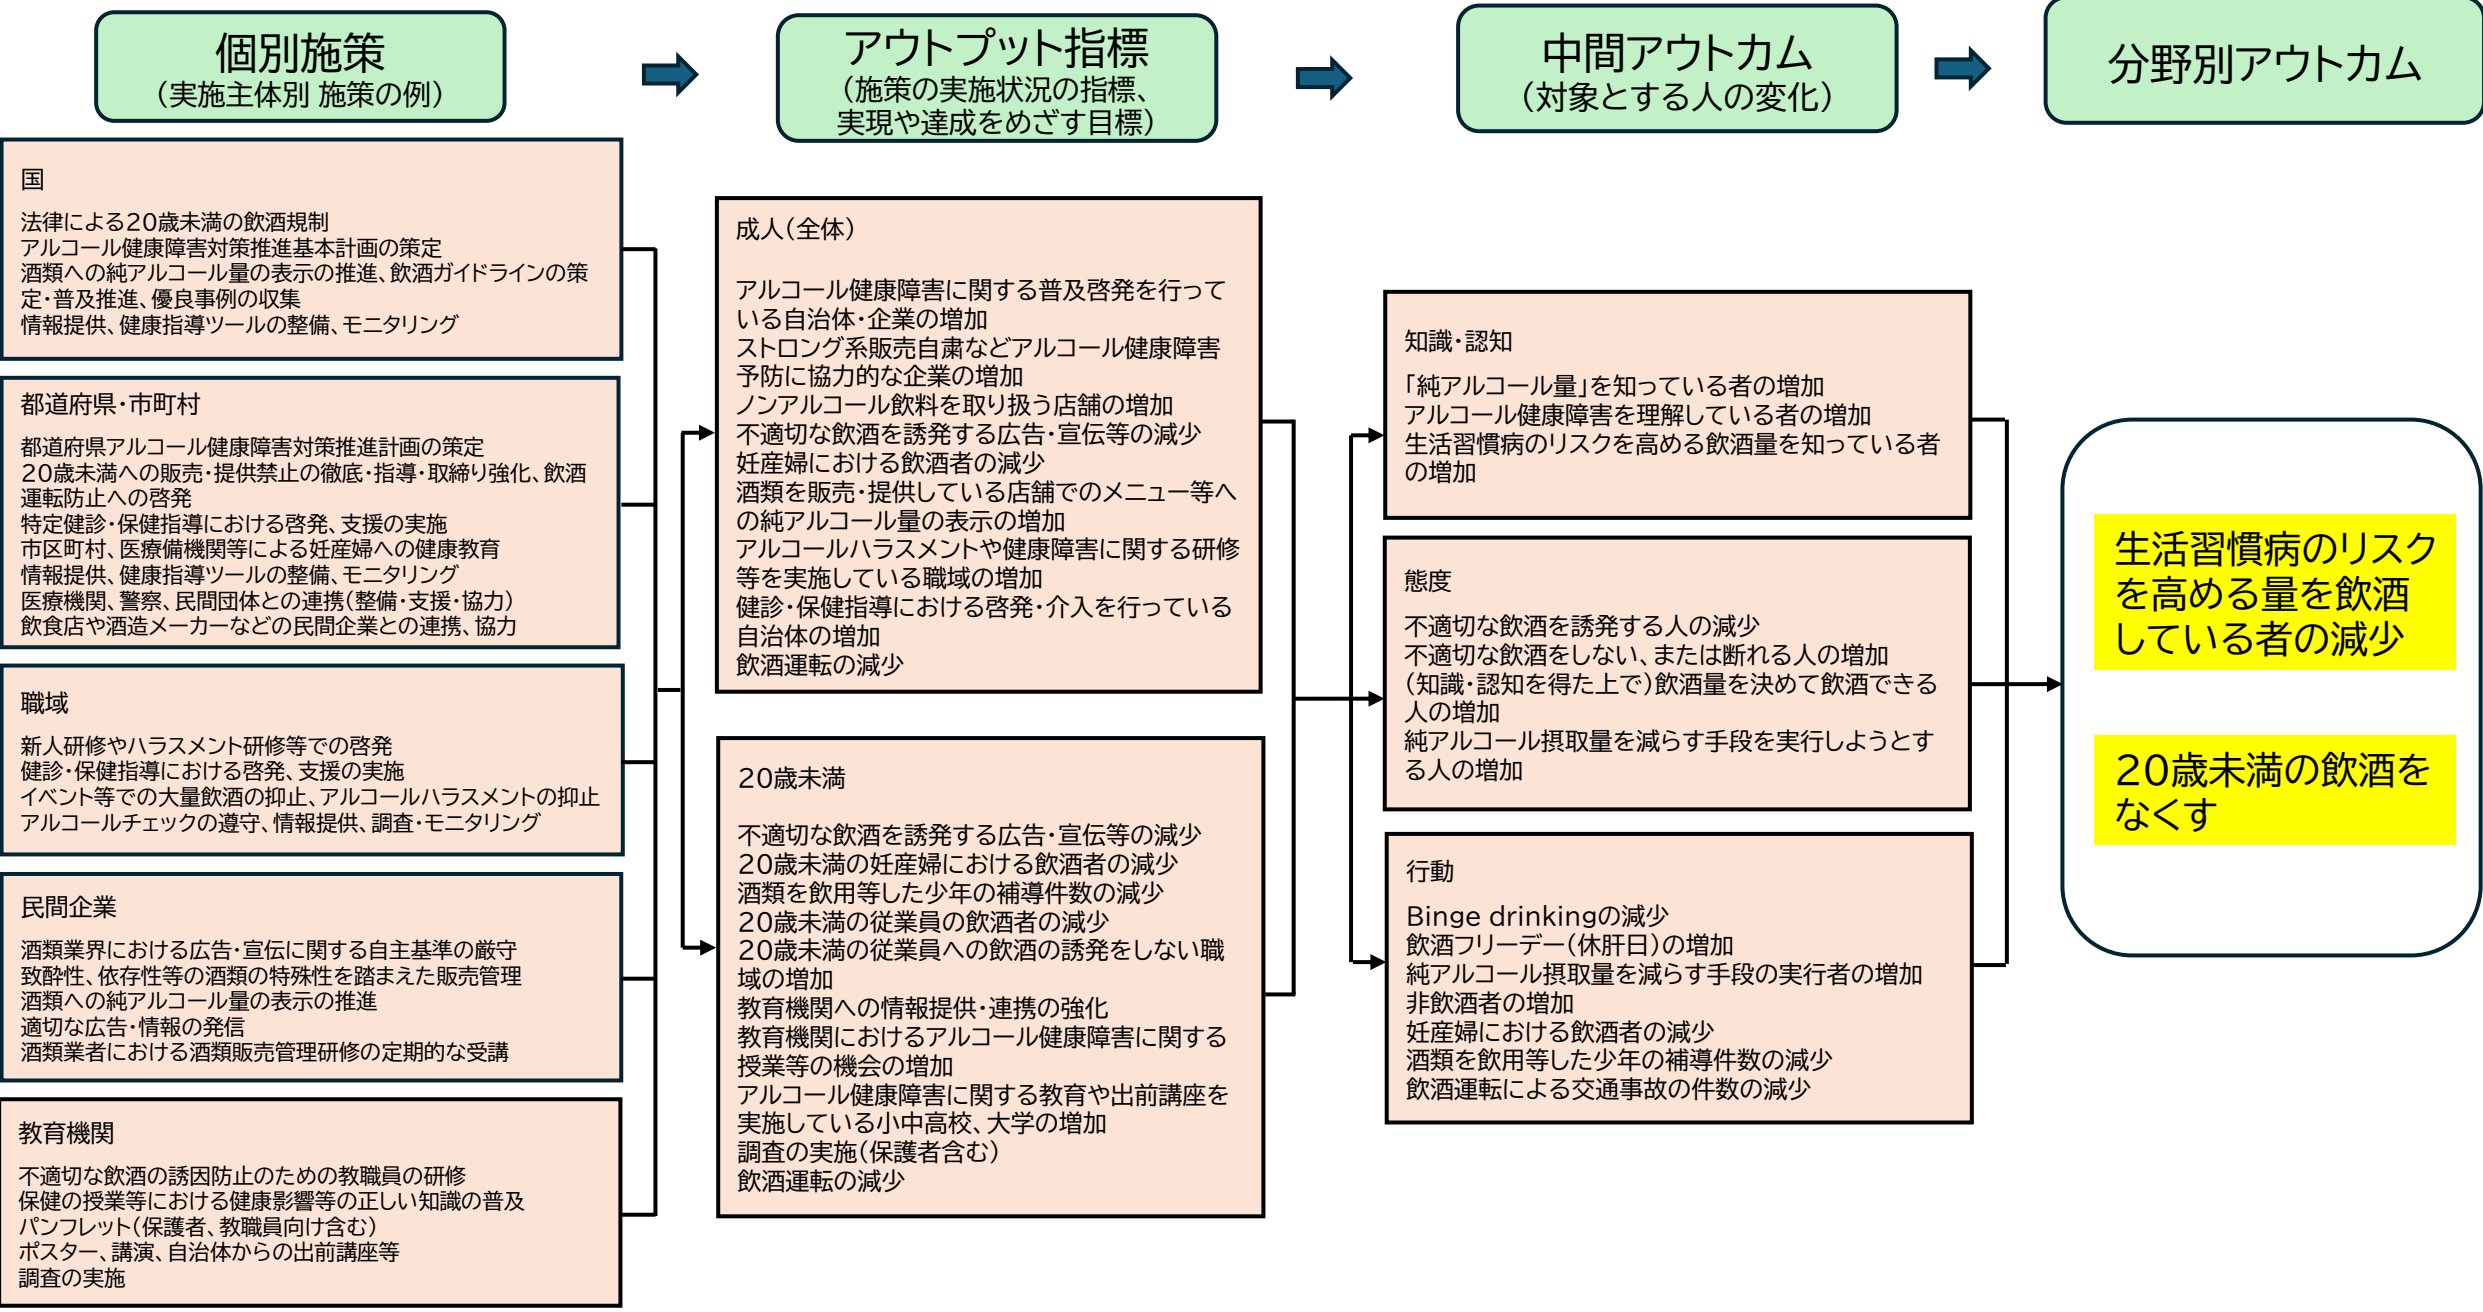 個別施策
（実施主体別 施策の例）
アウトプット指標
（施策の実施状況の指標、
実現や達成をめざす目標）
中間アウトカム
（対象とする人の変化）
分野別アウトカム
国
法律による20歳未満の飲酒規制
アルコール健康障害対策推進基本計画の策定
酒類への純アルコール量の表示の推進、飲酒ガイドラインの策
定・普及推進、優良事例の収集
情報提供、健康指導ツールの整備、モニタリング
都道府県・市町村
都道府県アルコール健康障害対策推進計画の策定
20歳未満への販売・提供禁止の徹底・指導・取締り強化、飲酒
運転防止への啓発
特定健診・保健指導における啓発、支援の実施
市区町村、医療備機関等による妊産婦への健康教育
情報提供、健康指導ツールの整備、モニタリング
医療機関、警察、民間団体との連携（整備・支援・協力）
飲食店や酒造メーカーなどの民間企業との連携、協力
職域
新人研修やハラスメント研修等での啓発
健診・保健指導における啓発、支援の実施
イベント等での大量飲酒の抑止、アルコールハラスメントの抑止
アルコールチェックの遵守、情報提供、調査・モニタリング
民間企業
酒類業界における広告・宣伝に関する自主基準の厳守
致酔性、依存性等の酒類の特殊性を踏まえた販売管理
酒類への純アルコール量の表示の推進
適切な広告・情報の発信
酒類業者における酒類販売管理研修の定期的な受講
教育機関
不適切な飲酒の誘因防止のための教職員の研修
保健の授業等における健康影響等の正しい知識の普及
パンフレット（保護者、教職員向け含む）
ポスター、講演、自治体からの出前講座等
調査の実施
成人（全体）
アルコール健康障害に関する普及啓発を行って
いる自治体・企業の増加
ストロング系販売自粛などアルコール健康障害
予防に協力的な企業の増加
ノンアルコール飲料を取り扱う店舗の増加
不適切な飲酒を誘発する広告・宣伝等の減少
妊産婦における飲酒者の減少
酒類を販売・提供している店舗でのメニュー等へ
の純アルコール量の表示の増加
アルコールハラスメントや健康障害に関する研修
等を実施している職域の増加
健診・保健指導における啓発・介入を行っている
自治体の増加
飲酒運転の減少
20歳未満
不適切な飲酒を誘発する広告・宣伝等の減少
20歳未満の妊産婦における飲酒者の減少
酒類を飲用等した少年の補導件数の減少
20歳未満の従業員の飲酒者の減少
20歳未満の従業員への飲酒の誘発をしない職
域の増加
教育機関への情報提供・連携の強化
教育機関におけるアルコール健康障害に関する
授業等の機会の増加
アルコール健康障害に関する教育や出前講座を
実施している小中高校、大学の増加
調査の実施（保護者含む）
飲酒運転の減少
知識・認知
「純アルコール量」を知っている者の増加
アルコール健康障害を理解している者の増加
生活習慣病のリスクを高める飲酒量を知っている者
の増加
態度
不適切な飲酒を誘発する人の減少
不適切な飲酒をしない、または断れる人の増加
（知識・認知を得た上で）飲酒量を決めて飲酒できる
人の増加
純アルコール摂取量を減らす手段を実行しようとす
る人の増加
行動
Binge drinkingの減少
飲酒フリーデー（休肝日）の増加
純アルコール摂取量を減らす手段の実行者の増加
非飲酒者の増加
妊産婦における飲酒者の減少
酒類を飲用等した少年の補導件数の減少
飲酒運転による交通事故の件数の減少
生活習慣病のリスク
を高める量を飲酒
している者の減少
20歳未満の飲酒を
なくす